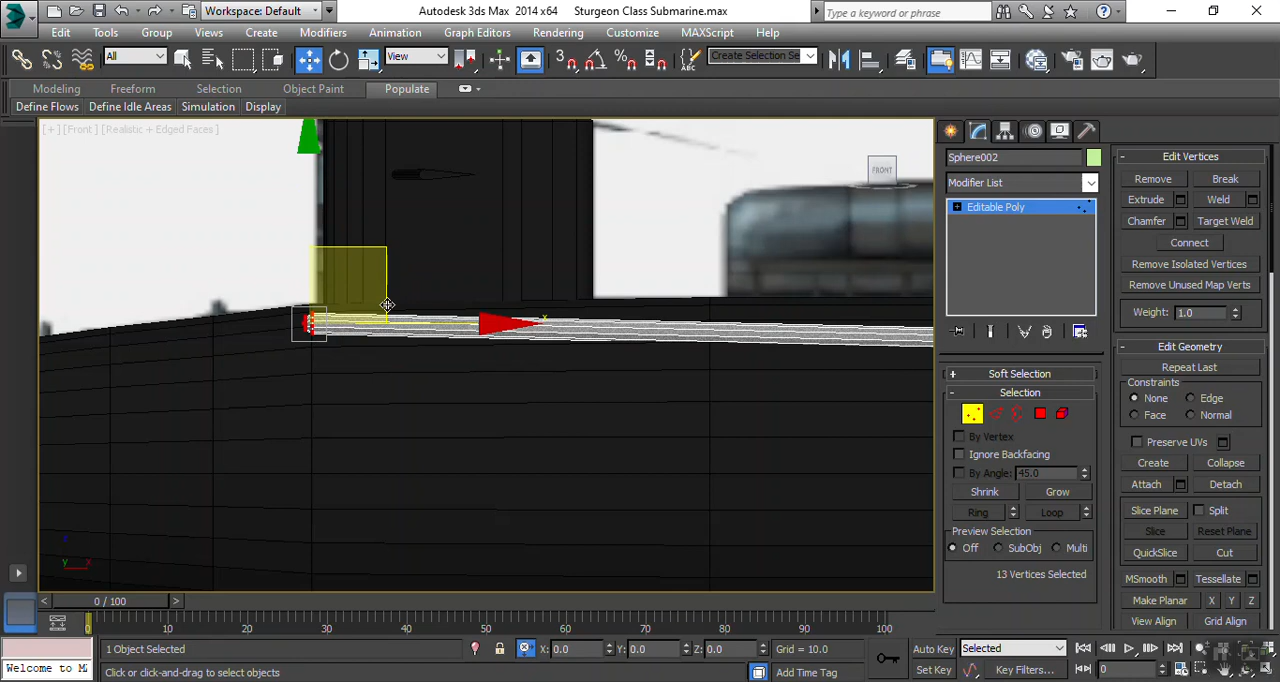 Workspace: Default
Autodesk 3ds Max 2014 x64 Sturgeon Class Submarine.max
Type a keyword or phrase
Edit Tools Group Views Create Modifiers Animation Graph Editors Rendering Customize MAXScript Help
All View Create Selection Se
Modeling Freeform Selection Object Paint Populate
Define Flows Define Idle Areas Simulation Display
[ + ] [ Front ] [ Realistic + Edged Faces ]
FRONT
Sphere002
Modifier List
Editable Poly
Soft Selection
Selection
By Vertex
Ignore Backfacing
By Angle: 45.0
Shrink Grow
Ring Loop
Preview Selection
Off SubObj Multi
13 Vertices Selected
Edit Vertices
Remove Break
Extrude Weld
Chamfer Target Weld
Connect
Remove Isolated Vertices
Remove Unused Map Verts
Weight: 1.0
Edit Geometry
Repeat Last
Constraints
None Edge
Face Normal
Preserve UVs
Create Collapse
Attach Detach
Slice Plane Split
Slice Reset Plane
QuickSlice Cut
MSmooth Tessellate
Make Planar X Y Z
View Align Grid Align
0 / 100
0 10 20 30 40 50 60 70 80 90 100
1 Object Selected X: 0.0 Y: 0.0 Z: 0.0 Grid = 10.0
Auto Key Selected
Welcome to M
Click or click-and-drag to select objects
Add Time Tag
Set Key Key Filters... 0